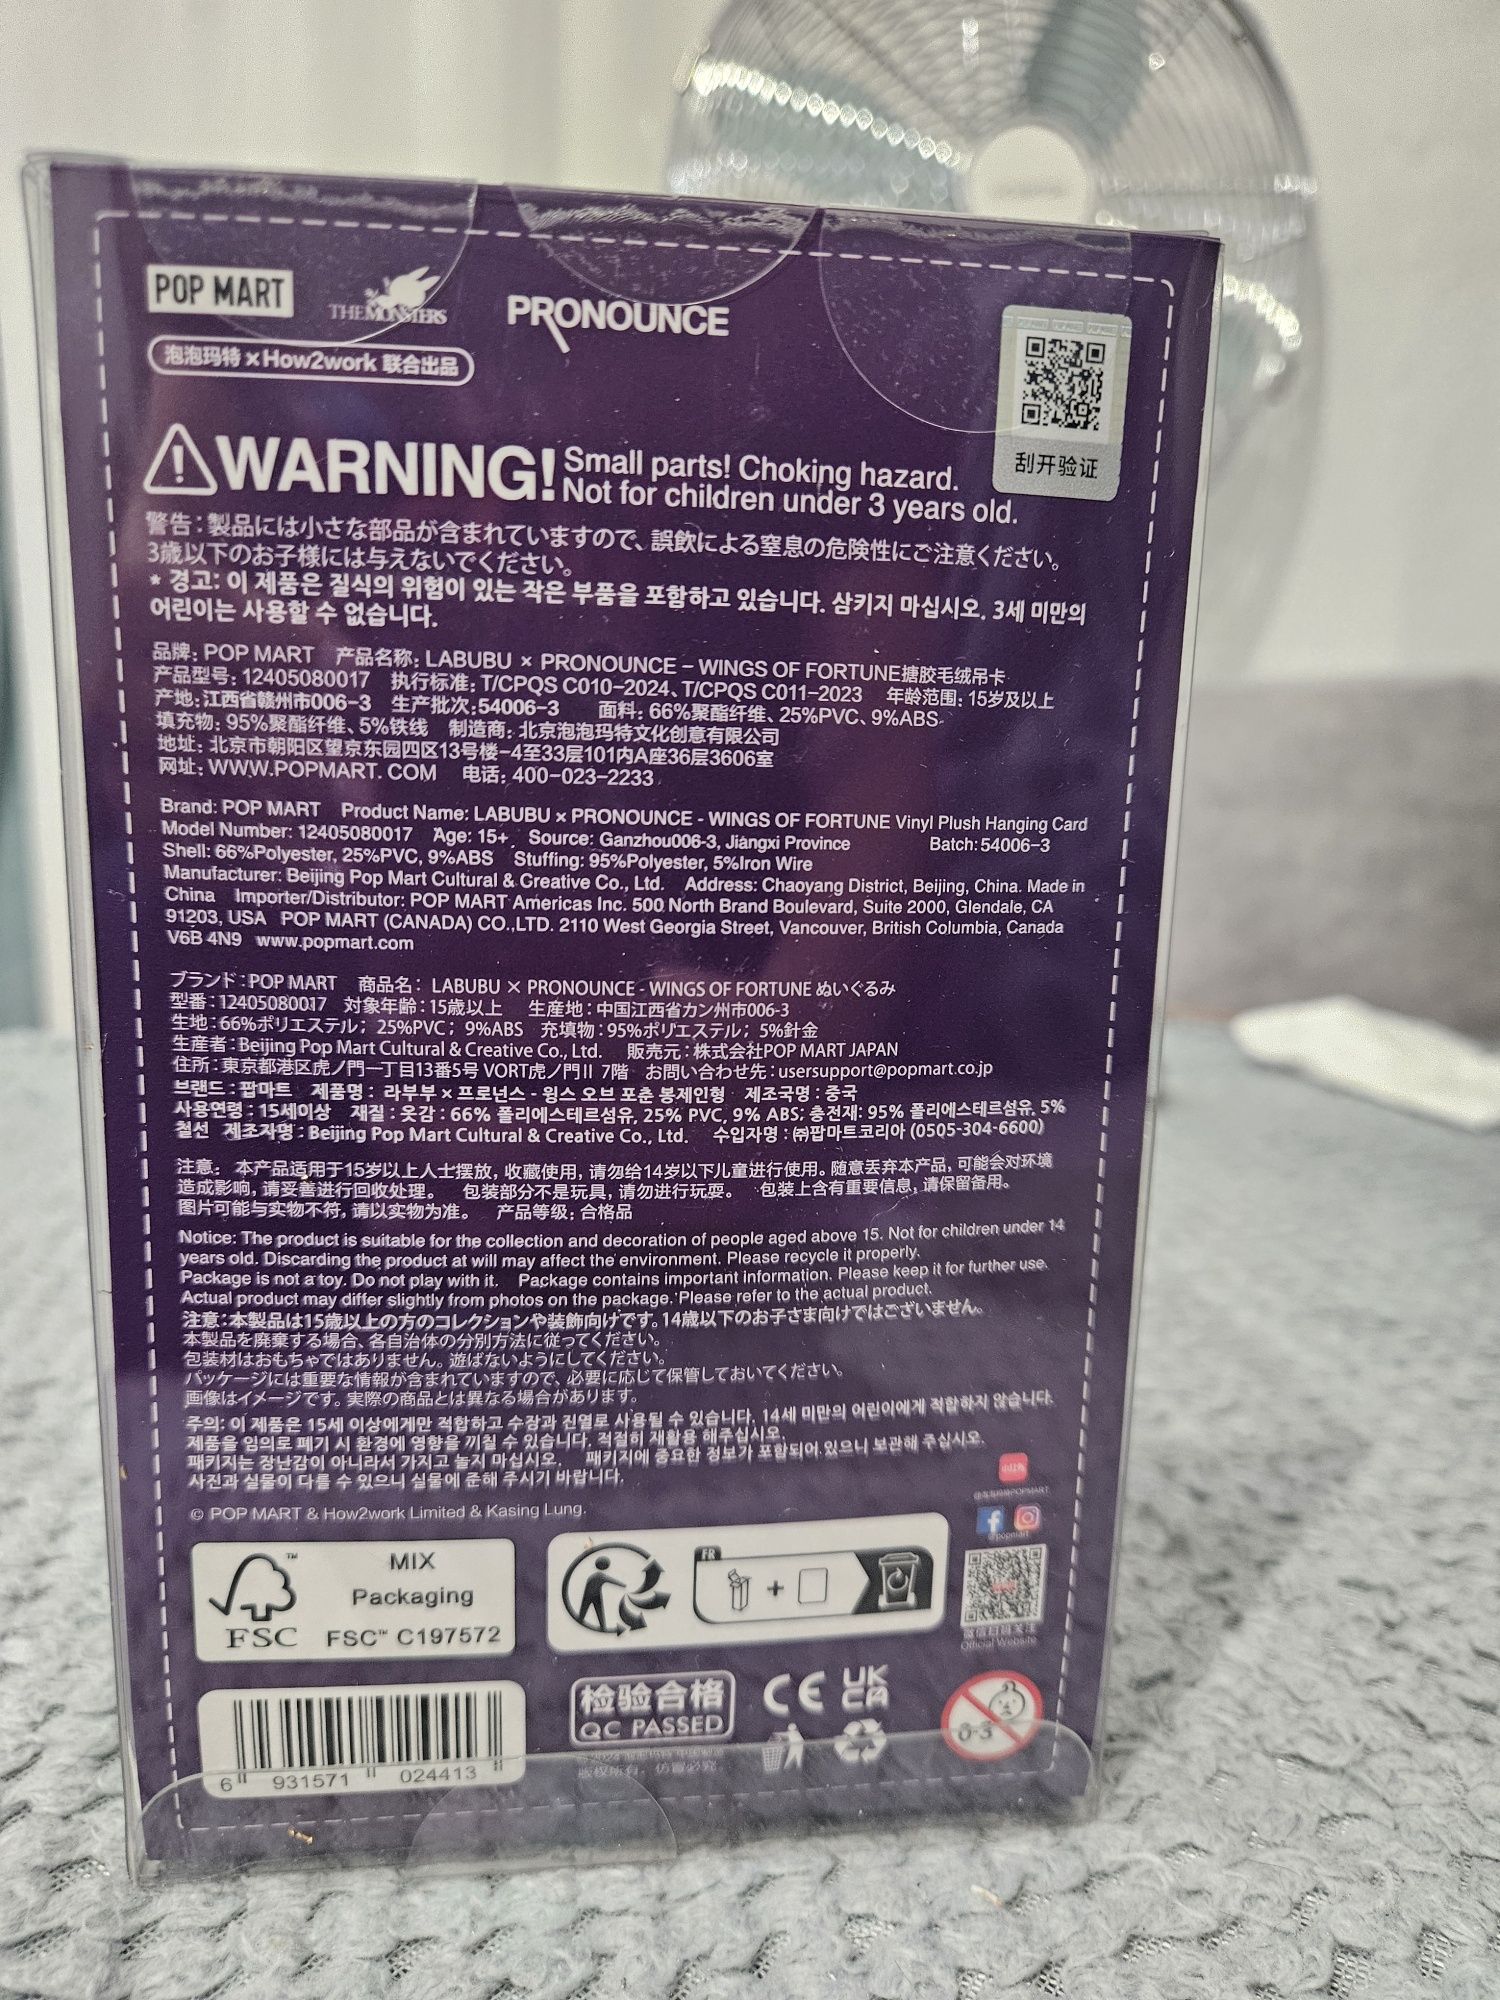 POP MART
THE MONSTERS
PRONOUNCE
泡泡玛特 × How2work 联合出品
刮开验证
WARNING! Small parts! Choking hazard.
Not for children under 3 years old.
警告:製品には小さな部品が含まれていますので、誤飲による窒息の危険性にご注意ください。
3歳以下のお子様には与えないでください。
* 경고: 이 제품은 질식의 위험이 있는 작은 부품을 포함하고 있습니다. 삼키지 마십시오. 3세 미만의
어린이는 사용할 수 없습니다.
品牌: POP MART 产品名称: LABUBU × PRONOUNCE – WINGS OF FORTUNE搪胶毛绒吊卡
产品型号: 12405080017 执行标准: T/CPQS C010-2024、T/CPQS C011-2023 年龄范围: 15岁及以上
产地: 江西省赣州市006-3 生产批次:54006-3 面料: 66%聚酯纤维、25%PVC、9%ABS
填充物: 95%聚酯纤维、5%铁线 制造商: 北京泡泡玛特文化创意有限公司
地址: 北京市朝阳区望京东园四区13号楼-4至33层101内A座36层3606室
网址: WWW.POPMART. COM 电话: 400-023-2233
Brand: POP MART Product Name: LABUBU × PRONOUNCE - WINGS OF FORTUNE Vinyl Plush Hanging Card
Model Number: 12405080017 Age: 15+ Source: Ganzhou006-3, Jiangxi Province Batch: 54006-3
Shell: 66%Polyester, 25%PVC, 9%ABS Stuffing: 95%Polyester, 5%Iron Wire
Manufacturer: Beijing Pop Mart Cultural & Creative Co., Ltd. Address: Chaoyang District, Beijing, China. Made in
China Importer/Distributor: POP MART Americas Inc. 500 North Brand Boulevard, Suite 2000, Glendale, CA
91203, USA POP MART (CANADA) CO.,LTD. 2110 West Georgia Street, Vancouver, British Columbia, Canada
V6B 4N9 www.popmart.com
ブランド:POP MART 商品名: LABUBU × PRONOUNCE - WINGS OF FORTUNE ぬいぐるみ
型番:12405080017 対象年齢:15歳以上 生産地:中国江西省カン州市006-3
生地:66%ポリエステル; 25%PVC; 9%ABS 充填物:95%ポリエステル; 5%針金
生産者:Beijing Pop Mart Cultural & Creative Co., Ltd. 販売元:株式会社POP MART JAPAN
住所:東京都港区虎ノ門一丁目13番5号 VORT虎ノ門II 7階 お問い合わせ先:usersupport@popmart.co.jp
브랜드:팝마트 제품명: 라부부 × 프로넌스 - 윙스 오브 포춘 봉제인형 제조국명:중국
사용연령:15세이상 재질:옷감:66% 폴리에스테르섬유, 25% PVC, 9% ABS; 충전재: 95% 폴리에스테르섬유, 5%
철선 제조자명:Beijing Pop Mart Cultural & Creative Co., Ltd. 수입자명:㈜팝마트코리아 (0505-304-6600)
注意: 本产品适用于15岁以上人士摆放, 收藏使用, 请勿给14岁以下儿童进行使用。随意丢弃本产品, 可能会对环境
造成影响, 请妥善进行回收处理。 包装部分不是玩具, 请勿进行玩耍。 包装上含有重要信息, 请保留备用。
图片可能与实物不符, 请以实物为准。 产品等级: 合格品
Notice: The product is suitable for the collection and decoration of people aged above 15. Not for children under 14
years old. Discarding the product at will may affect the environment. Please recycle it properly.
Package is not a toy. Do not play with it. Package contains important information. Please keep it for further use.
Actual product may differ slightly from photos on the package. Please refer to the actual product.
注意:本製品は15歳以上の方のコレクションや装飾向けです。14歳以下のお子さま向けではございません。
本製品を廃棄する場合、各自治体の分別方法に従ってください。
包装材はおもちゃではありません。遊ばないようにしてください。
パッケージには重要な情報が含まれていますので、必要に応じて保管しておいてください。
画像はイメージです。実際の商品とは異なる場合があります。
주의: 이 제품은 15세 이상에게만 적합하고 수장과 진열로 사용될 수 있습니다. 14세 미만의 어린이에게 적합하지 않습니다.
제품을 임의로 폐기 시 환경에 영향을 끼칠 수 있습니다. 적절히 재활용 해주십시오.
패키지는 장난감이 아니라서 가지고 놀지 마십시오. 패키지에 중요한 정보가 포함되어 있으니 보관해 주십시오.
사진과 실물이 다를 수 있으니 실물에 준해 주시기 바랍니다.
© POP MART & How2work Limited & Kasing Lung.
小红书
@popmart
Official Website
FSC
MIX
Packaging
FSC™ C197572
FR
+
6 931571 024413
检验合格
QC PASSED
CE
UK
CA
0-3
版权所有, 仿冒必究。